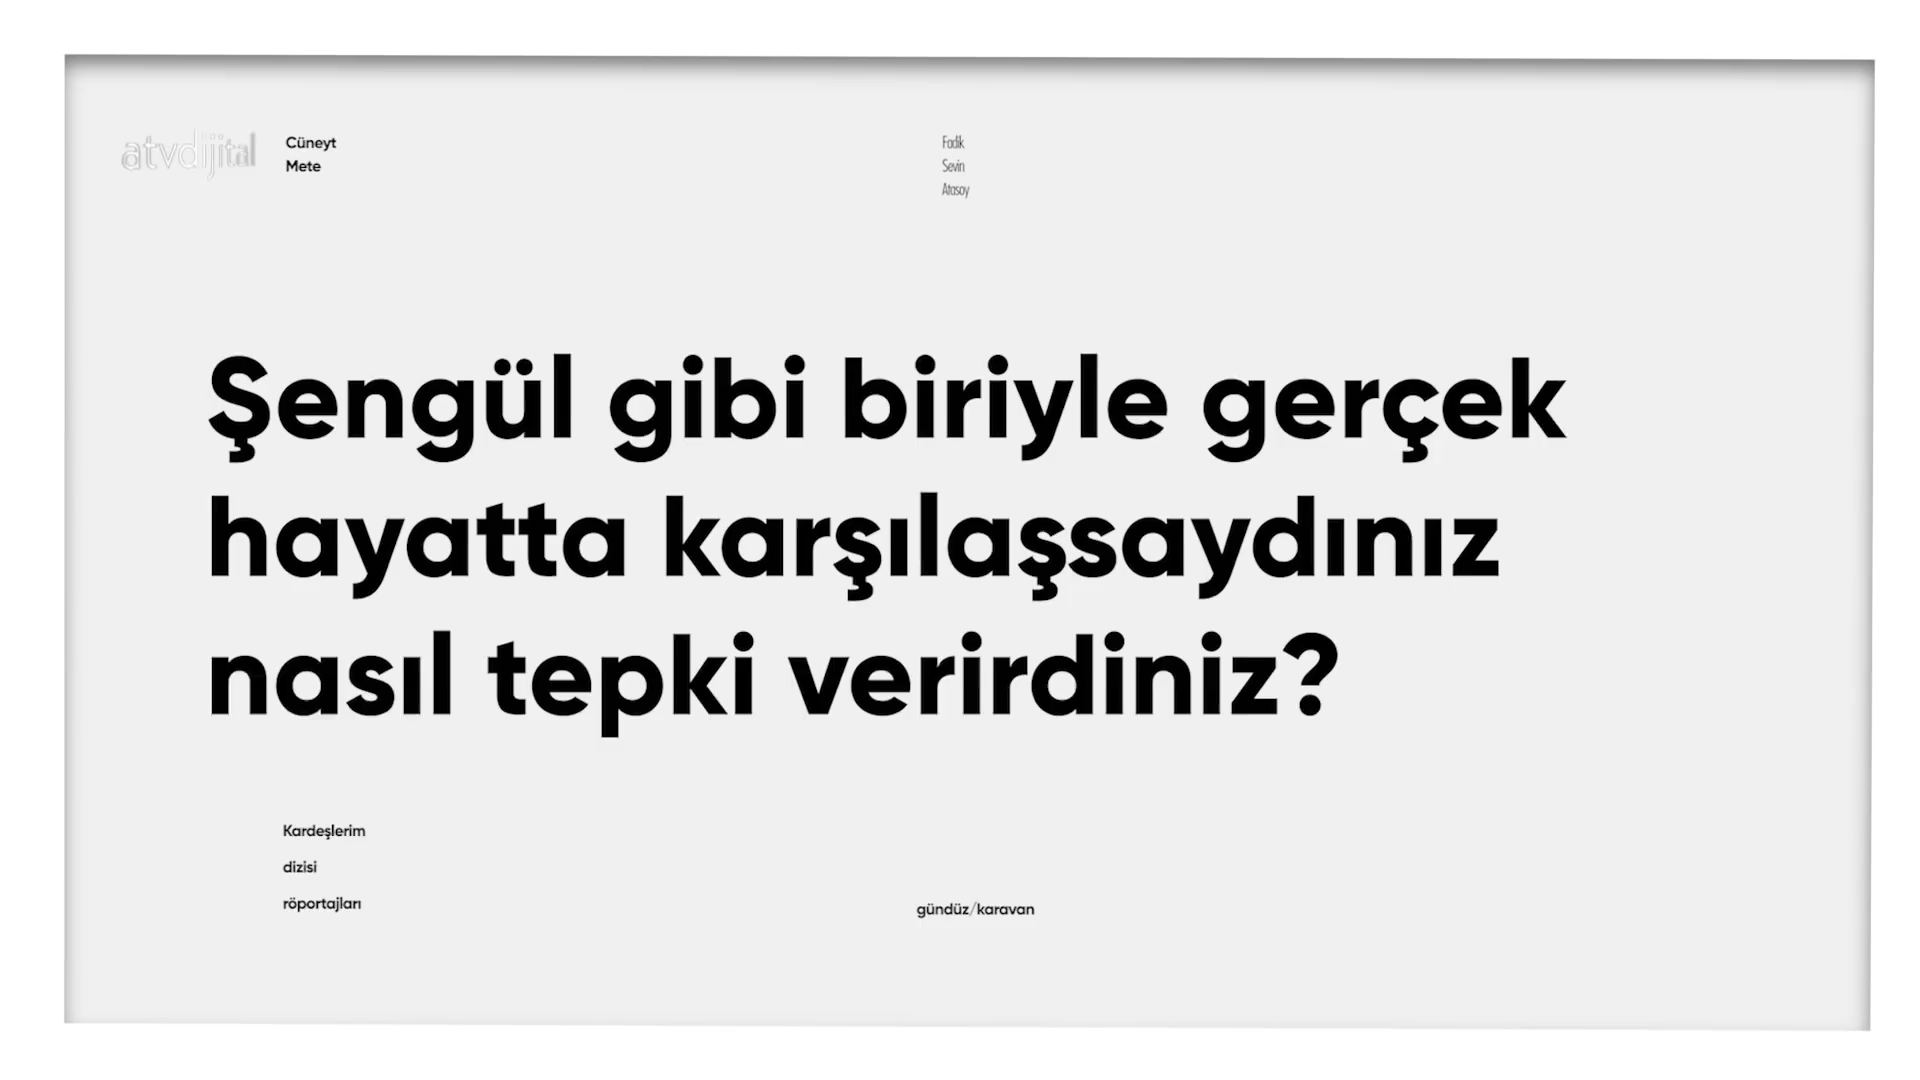 atvdijital
Cüneyt
Mete
Fadik
Sevin
Atasoy
Şengül gibi biriyle gerçek
hayatta karşılaşsaydınız
nasıl tepki verirdiniz?
Kardeşlerim
dizisi
röportajları
gündüz/karavan